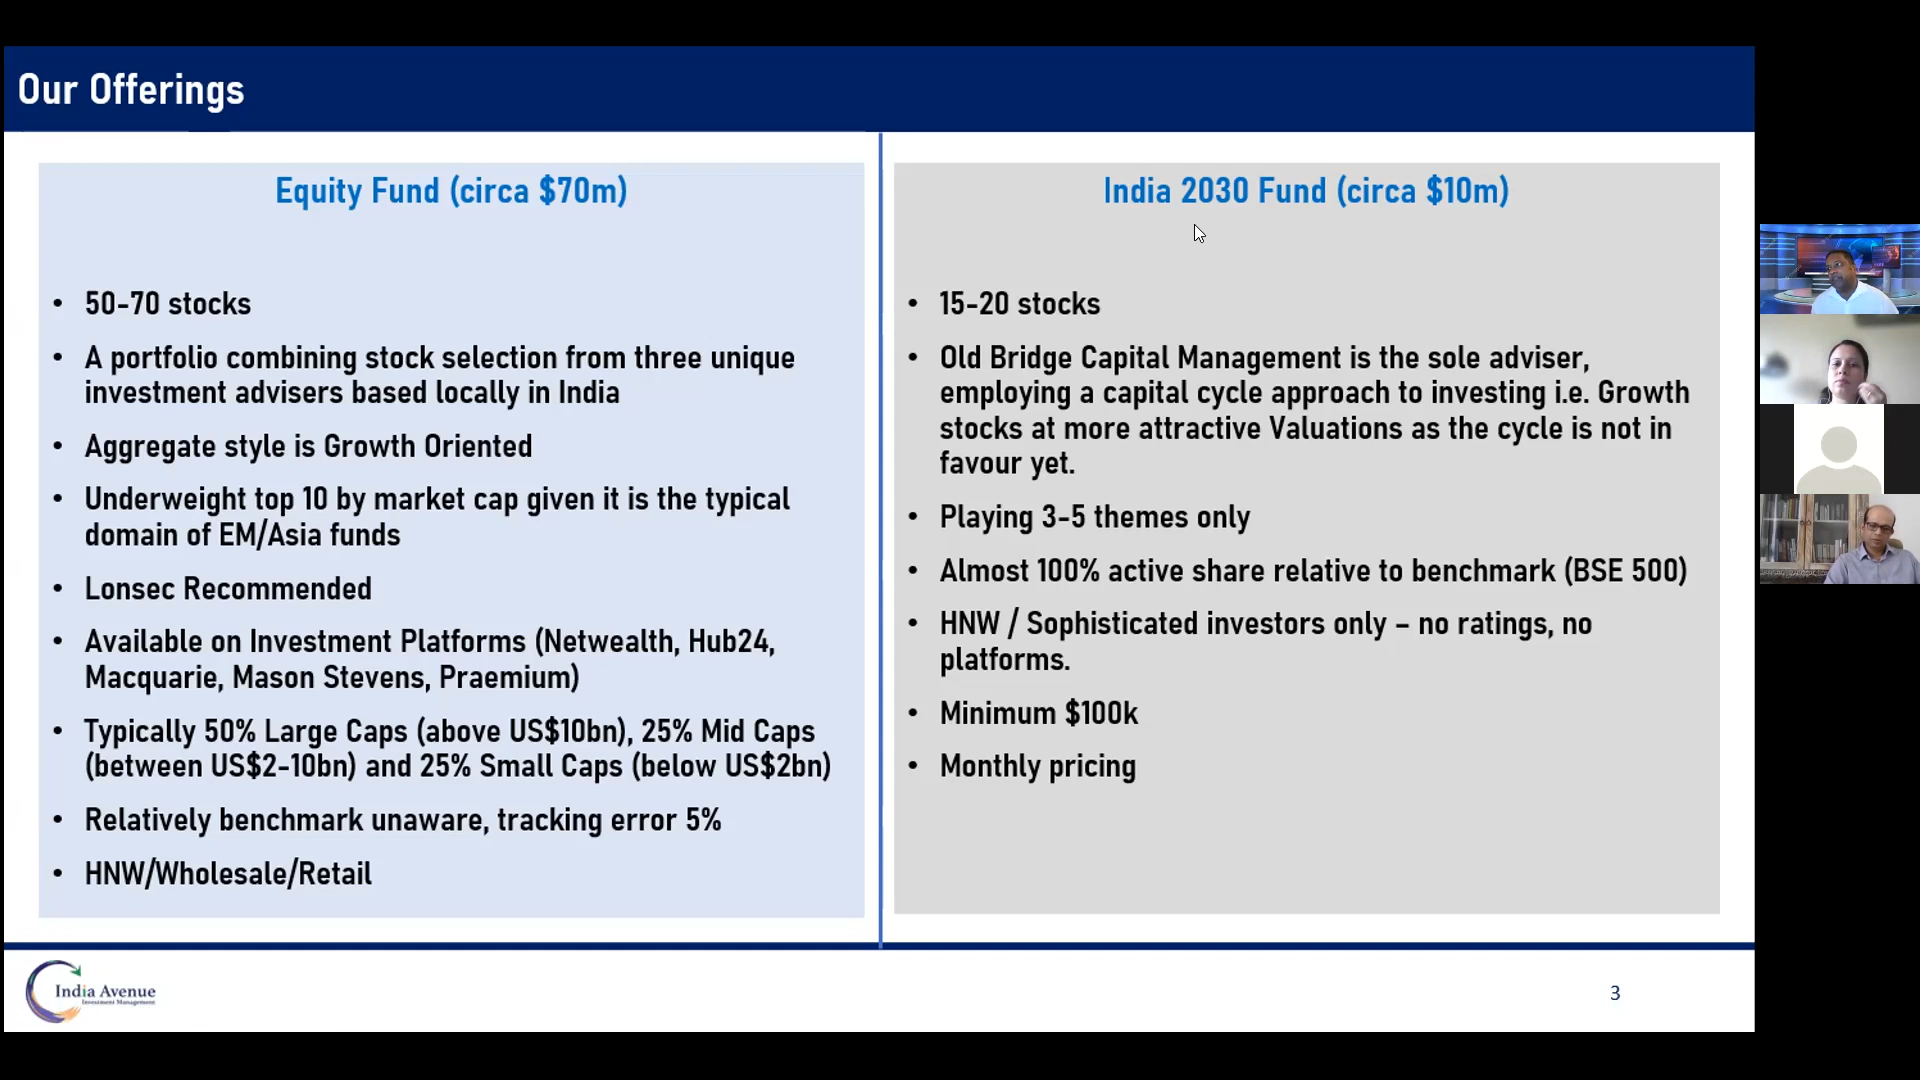 Our Offerings
Equity Fund (circa $70m)
• 50-70 stocks
• A portfolio combining stock selection from three unique
investment advisers based locally in India
• Aggregate style is Growth Oriented
• Underweight top 10 by market cap given it is the typical
domain of EM/Asia funds
• Lonsec Recommended
• Available on Investment Platforms (Netwealth, Hub24,
Macquarie, Mason Stevens, Praemium)
• Typically 50% Large Caps (above US$10bn), 25% Mid Caps
(between US$2-10bn) and 25% Small Caps (below US$2bn)
• Relatively benchmark unaware, tracking error 5%
• HNW/Wholesale/Retail
India 2030 Fund (circa $10m)
• 15-20 stocks
• Old Bridge Capital Management is the sole adviser,
employing a capital cycle approach to investing i.e. Growth
stocks at more attractive Valuations as the cycle is not in
favour yet.
• Playing 3-5 themes only
• Almost 100% active share relative to benchmark (BSE 500)
• HNW / Sophisticated investors only – no ratings, no
platforms.
• Minimum $100k
• Monthly pricing
India Avenue
Investment Management
3